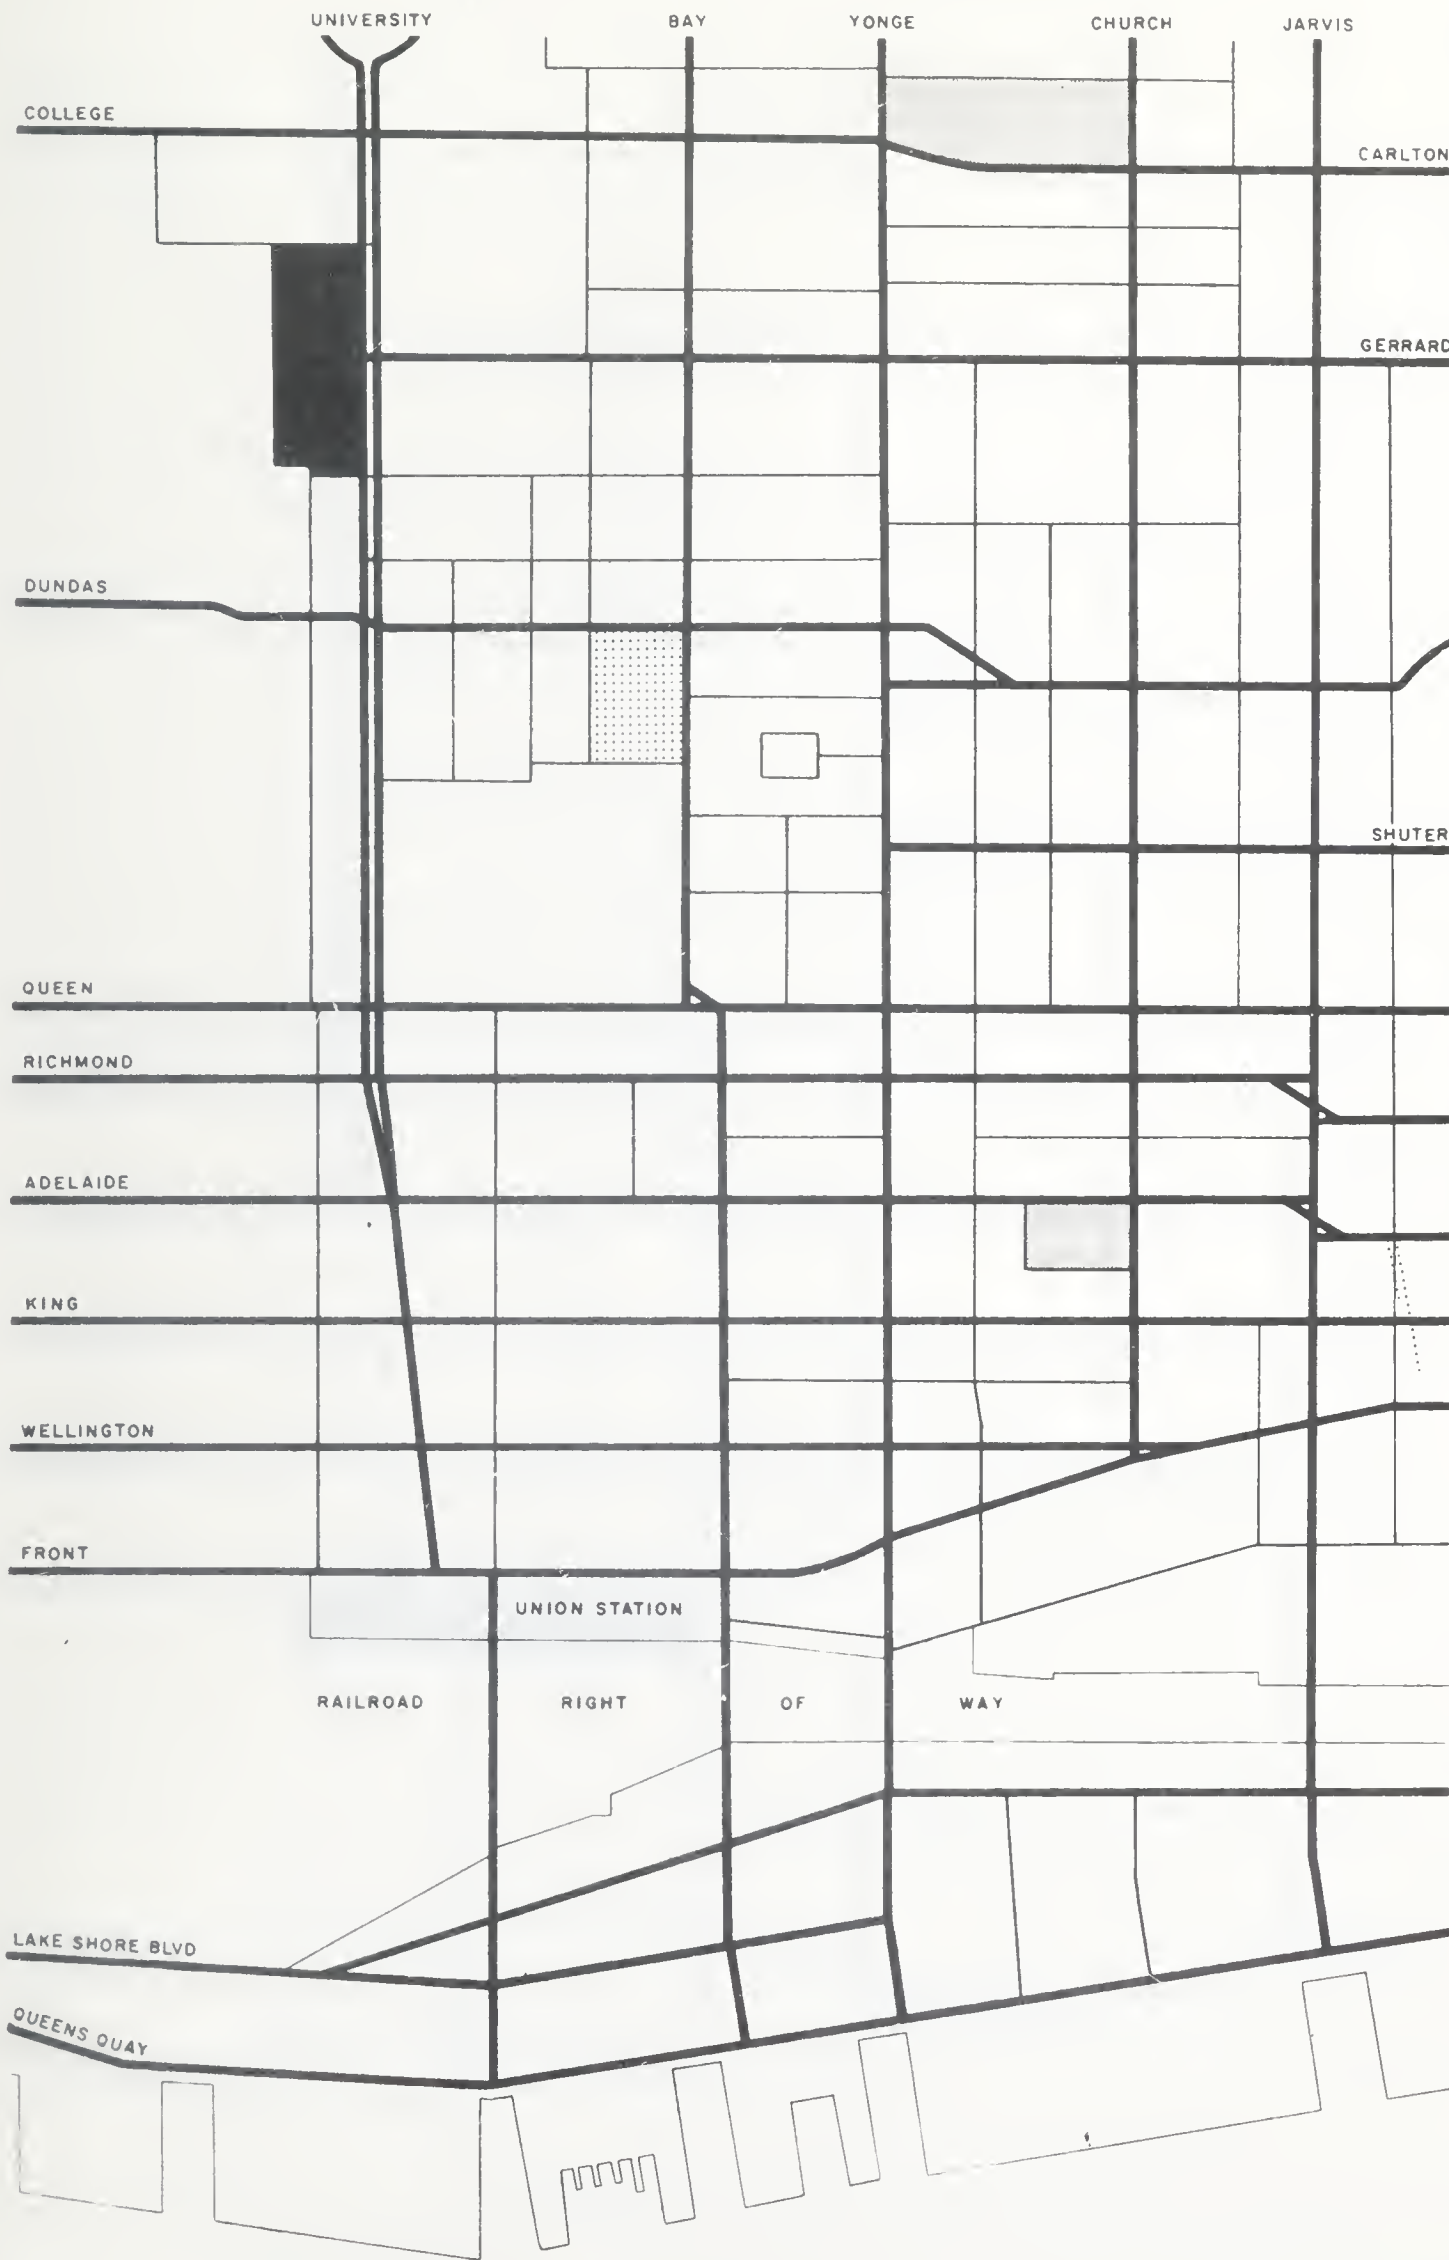 UNIVERSITY
BAY
YONGE
CHURCH
JARVIS
COLLEGE
CARLTON
GERRARD
DUNDAS
SHUTER
QUEEN
RICHMOND
ADELAIDE
KING
WELLINGTON
FRONT
UNION STATION
RAILROAD RIGHT OF WAY
LAKE SHORE BLVD
QUEENS QUAY